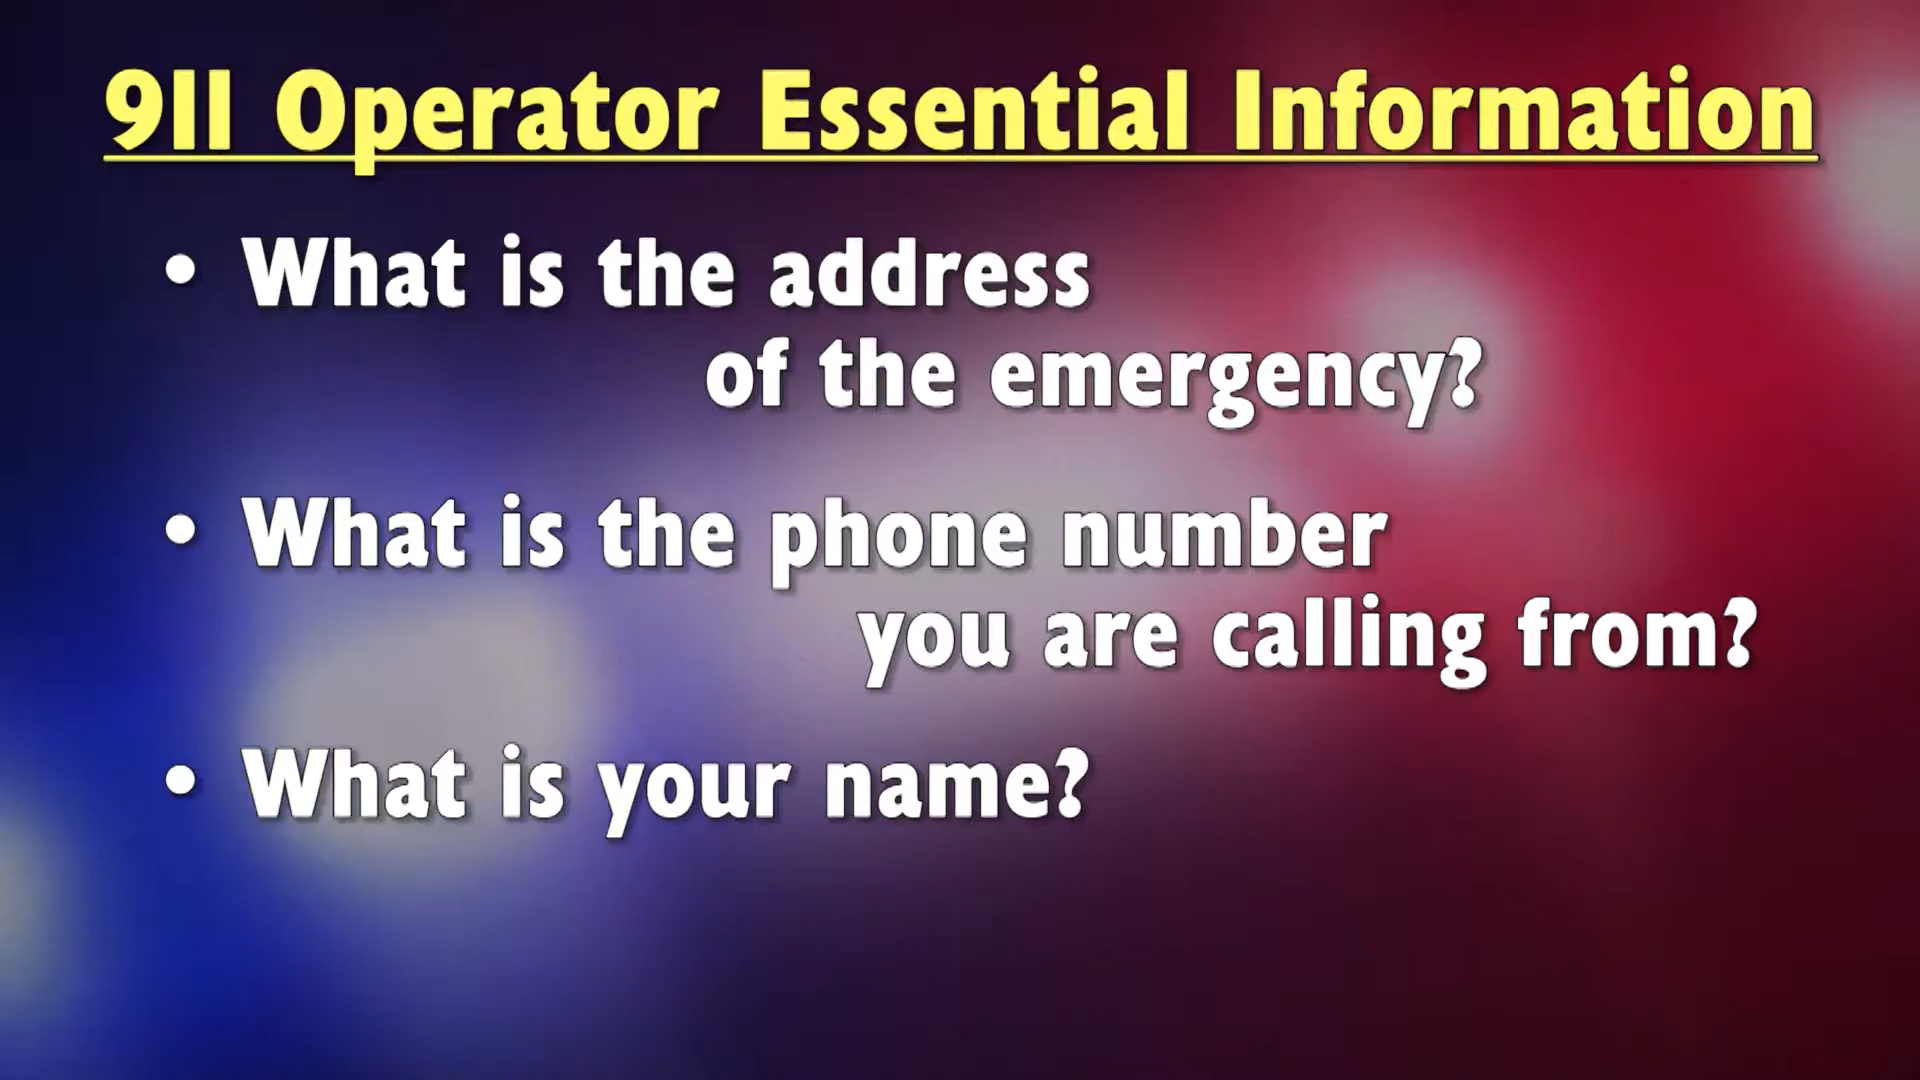 911 Operator Essential Information
• What is the address
of the emergency?
• What is the phone number
you are calling from?
• What is your name?